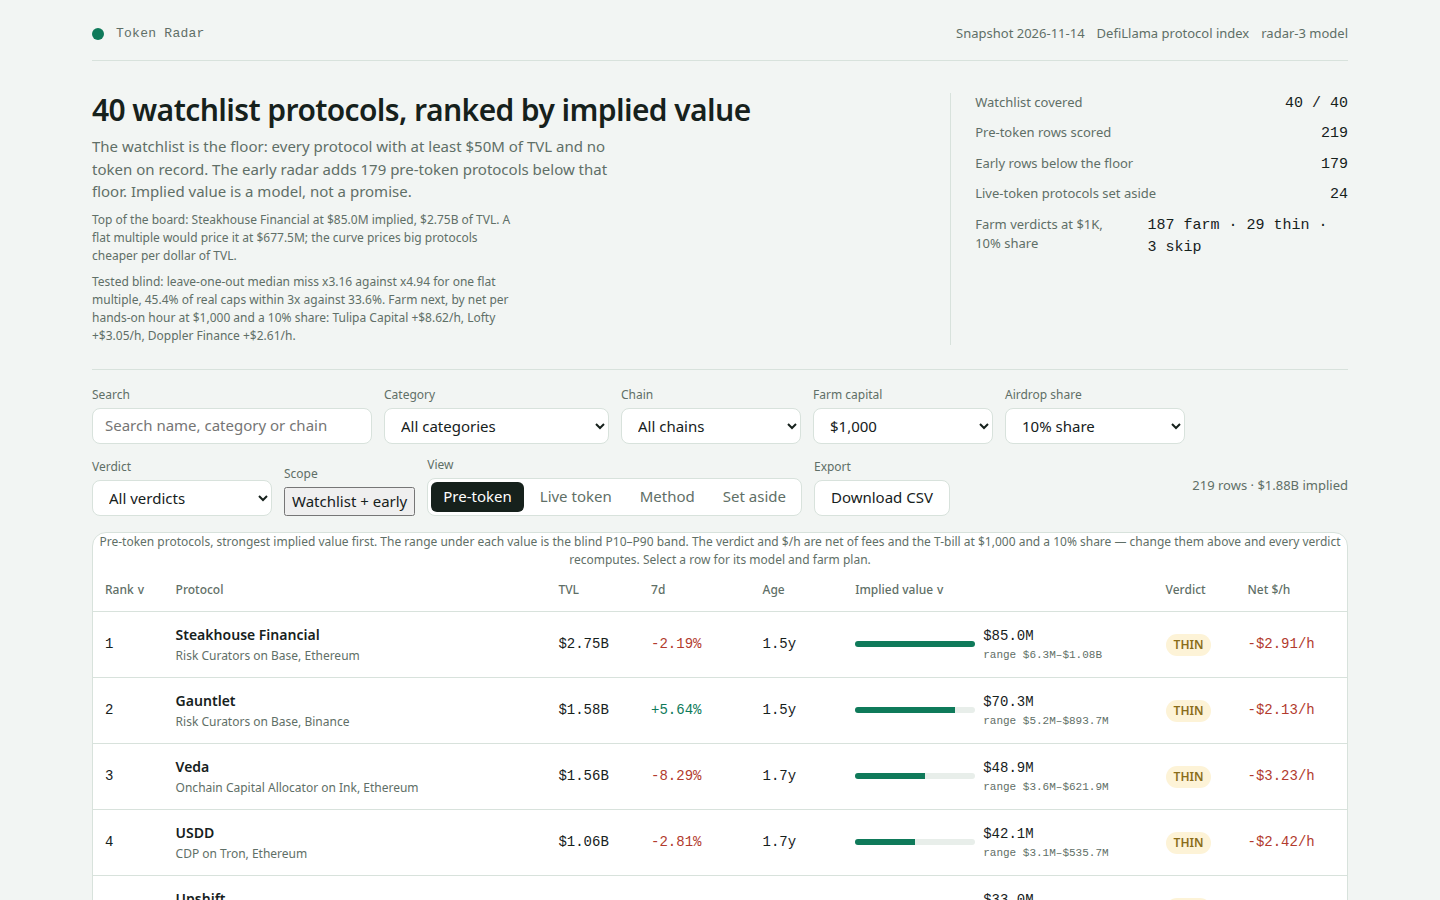 Token Radar
Snapshot 2026-11-14 DefiLlama protocol index radar-3 model
40 watchlist protocols, ranked by implied value
The watchlist is the floor: every protocol with at least $50M of TVL and no
token on record. The early radar adds 179 pre-token protocols below that
floor. Implied value is a model, not a promise.
Top of the board: Steakhouse Financial at $85.0M implied, $2.75B of TVL. A
flat multiple would price it at $677.5M; the curve prices big protocols
cheaper per dollar of TVL.
Tested blind: leave-one-out median miss x3.16 against x4.94 for one flat
multiple, 45.4% of real caps within 3x against 33.6%. Farm next, by net per
hands-on hour at $1,000 and a 10% share: Tulipa Capital +$8.62/h, Lofty
+$3.05/h, Doppler Finance +$2.61/h.
Watchlist covered 40 / 40
Pre-token rows scored 219
Early rows below the floor 179
Live-token protocols set aside 24
Farm verdicts at $1K, 187 farm · 29 thin ·
10% share 3 skip
Search Category Chain Farm capital Airdrop share
Search name, category or chain All categories All chains $1,000 10% share
Verdict Scope View Export
All verdicts Watchlist + early Pre-token Live token Method Set aside Download CSV 219 rows · $1.88B implied
Pre-token protocols, strongest implied value first. The range under each value is the blind P10–P90 band. The verdict and $/h are net of fees and the T-bill at $1,000 and a 10% share — change them above and every verdict
recomputes. Select a row for its model and farm plan.
Rank v Protocol TVL 7d Age Implied value v Verdict Net $/h
1 Steakhouse Financial $2.75B -2.19% 1.5y $85.0M THIN -$2.91/h
Risk Curators on Base, Ethereum range $6.3M–$1.08B
2 Gauntlet $1.58B +5.64% 1.5y $70.3M THIN -$2.13/h
Risk Curators on Base, Binance range $5.2M–$893.7M
3 Veda $1.56B -8.29% 1.7y $48.9M THIN -$3.23/h
Onchain Capital Allocator on Ink, Ethereum range $3.6M–$621.9M
4 USDD $1.06B -2.81% 1.7y $42.1M THIN -$2.42/h
CDP on Tron, Ethereum range $3.1M–$535.7M
Upshift $33.0M